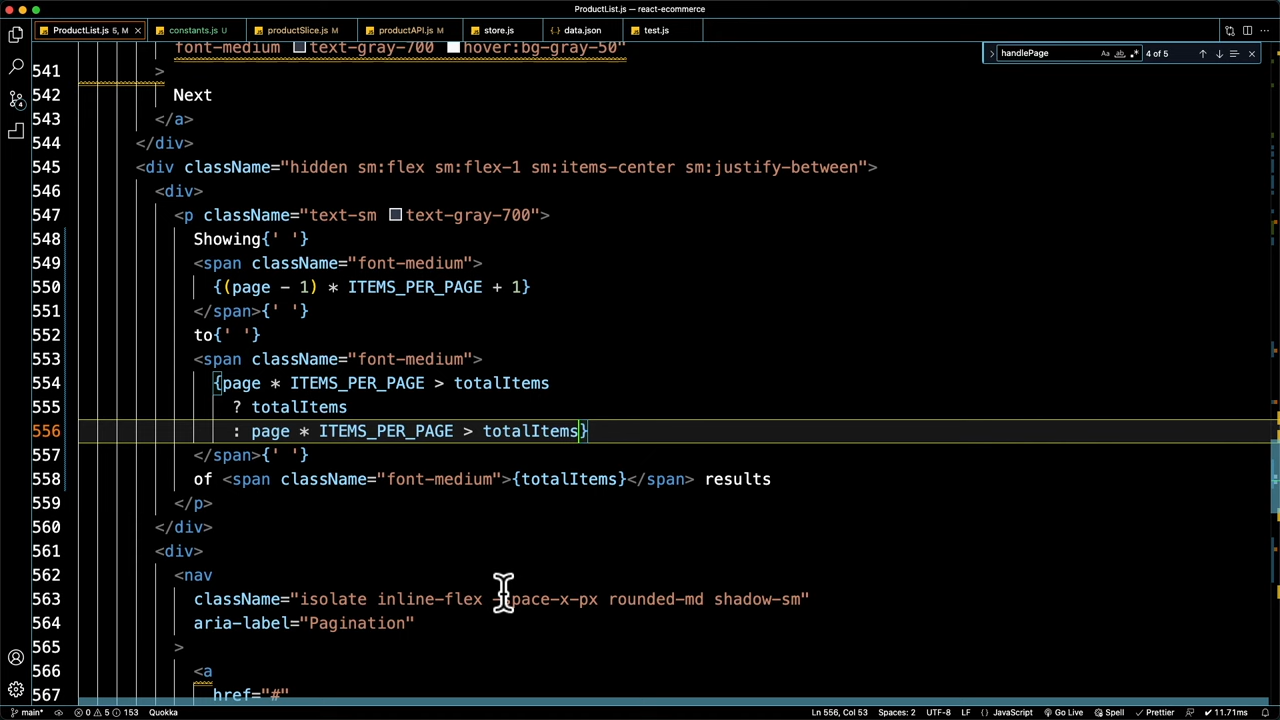 ProductList.js — react-ecommerce
ProductList.js 5, M
constants.js U
productSlice.js M
productAPI.js M
store.js
data.json
test.js
handlePage
4 of 5
font-medium text-gray-700 hover:bg-gray-50"
541 >
542 Next
543 </a>
544 </div>
545 <div className="hidden sm:flex sm:flex-1 sm:items-center sm:justify-between">
546 <div>
547 <p className="text-sm text-gray-700">
548 Showing{' '}
549 <span className="font-medium">
550 {(page - 1) * ITEMS_PER_PAGE + 1}
551 </span>{' '}
552 to{' '}
553 <span className="font-medium">
554 {page * ITEMS_PER_PAGE > totalItems
555 ? totalItems
556 : page * ITEMS_PER_PAGE > totalItems}
557 </span>{' '}
558 of <span className="font-medium">{totalItems}</span> results
559 </p>
560 </div>
561 <div>
562 <nav
563 className="isolate inline-flex -space-x-px rounded-md shadow-sm"
564 aria-label="Pagination"
565 >
566 <a
567 href="#"
main* 0 5 153 Quokka Ln 556, Col 53 Spaces: 2 UTF-8 LF {} JavaScript Go Live Spell Prettier 11.71ms